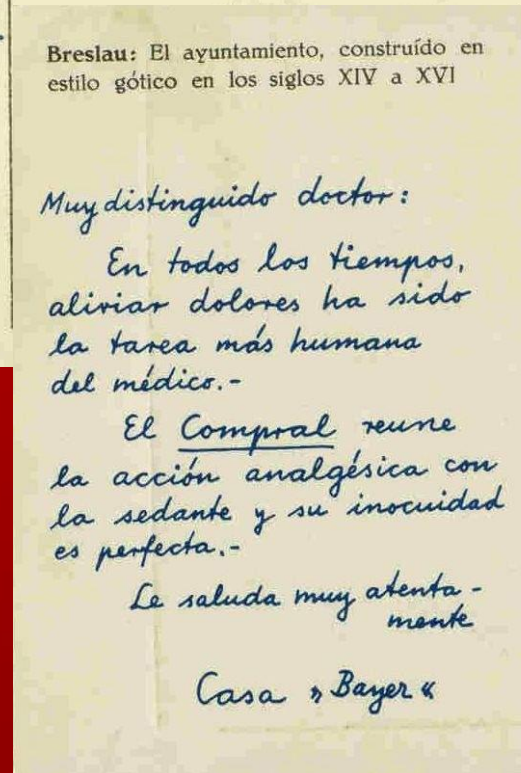 Breslau: El ayuntamiento, construído en
estilo gótico en los siglos XIV a XVI
Muy distinguido doctor:
En todos los tiempos,
aliviar dolores ha sido
la tarea más humana
del médico.-
El Compral reune
la acción analgésica con
la sedante y su inocuidad
es perfecta.-
Le saluda muy atenta-
mente
Casa »Bayer«